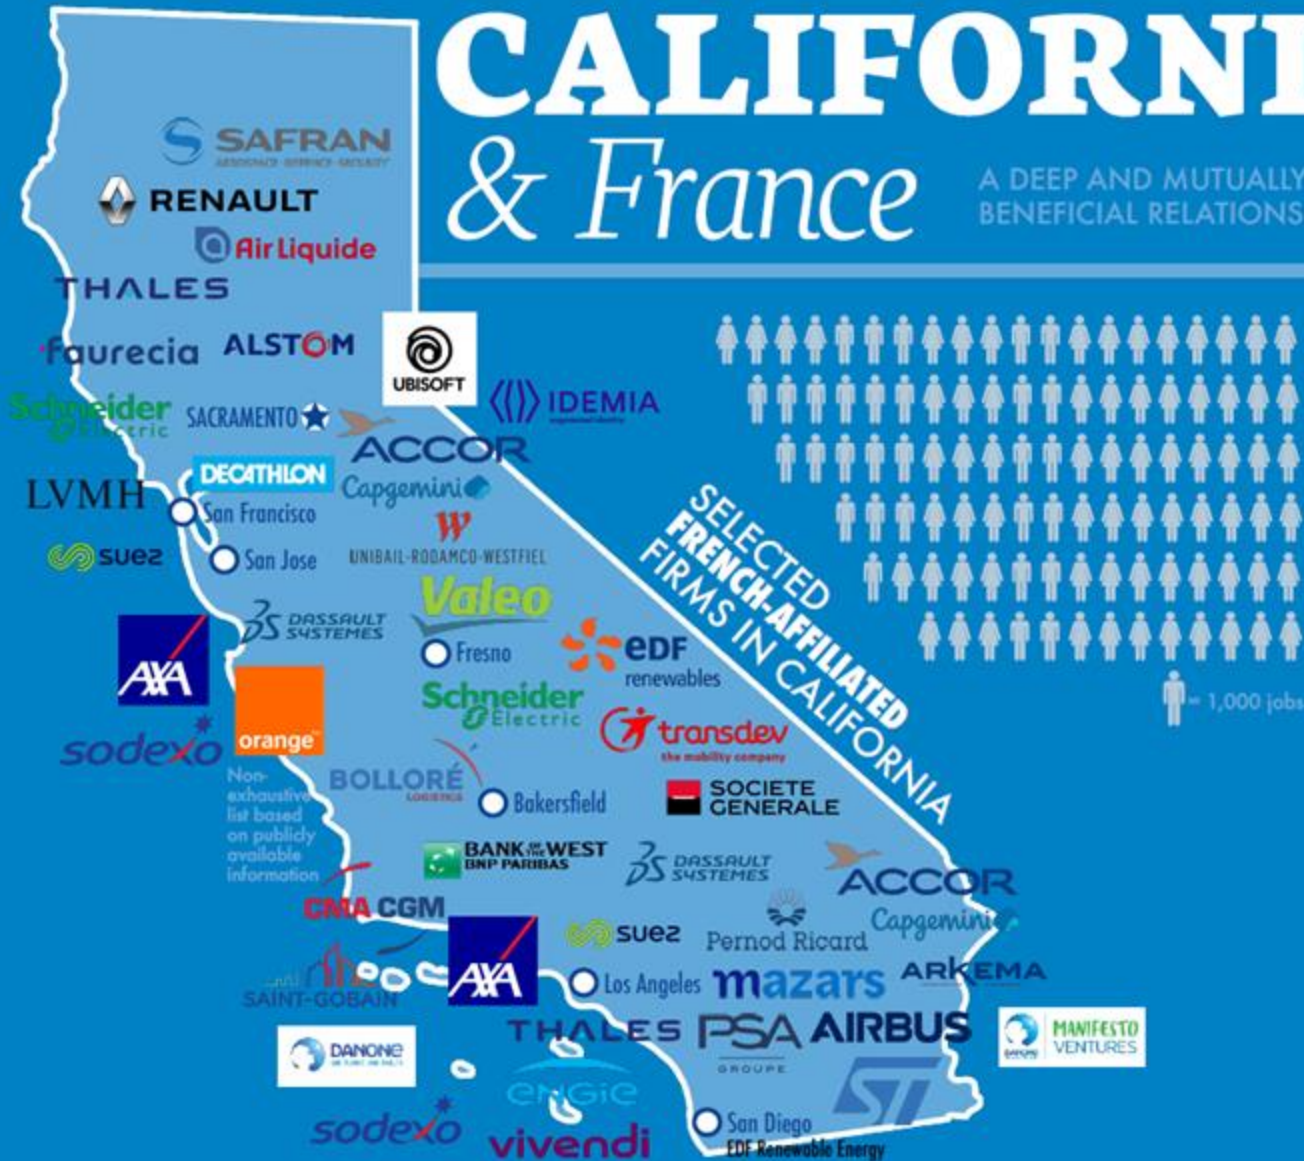 CALIFORNI
& France
A DEEP AND MUTUALLY
BENEFICIAL RELATIONS
SAFRAN
RENAULT
Air Liquide
THALES
faurecia
ALSTOM
UBISOFT
IDEMIA
Schneider
Electric
SACRAMENTO
ACCOR
DECATHLON
Capgemini
LVMH
San Francisco
W
UNIBAIL-RODAMCO-WESTFIEL
suez
San Jose
SELECTED
FRENCH-AFFILIATED
FIRMS IN CALIFORNIA
= 1,000 jobs
Valeo
3S DASSAULT
SYSTEMES
AXA
Fresno
eDF
renewables
Schneider
Electric
orange
sodexo
transdev
the mobility company
Non-
exhaustive
list based
on publicly
available
information
BOLLORÉ
LOGISTICS
Bakersfield
SOCIETE
GENERALE
BANK OF THE WEST
BNP PARIBAS
3S DASSAULT
SYSTEMES
ACCOR
CMA CGM
Capgemini
suez
Pernod Ricard
AXA
SAINT-GOBAIN
Los Angeles
mazars
ARKEMA
THALES
PSA
GROUPE
AIRBUS
DANONE
DANONE
MANIFESTO
VENTURES
ENGIE
ST
sodexo
vivendi
San Diego
EDF Renewable Energy